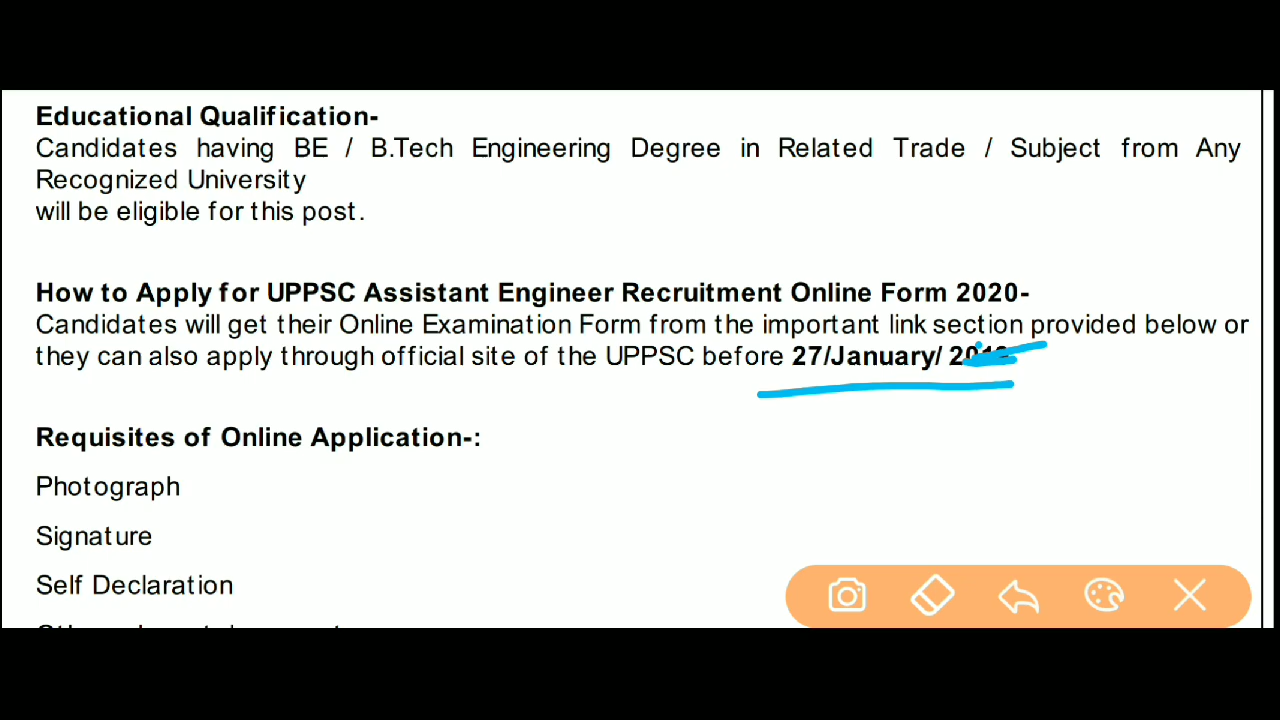 Educational Qualification-
Candidates having BE / B.Tech Engineering Degree in Related Trade / Subject from Any
Recognized University
will be eligible for this post.
How to Apply for UPPSC Assistant Engineer Recruitment Online Form 2020-
Candidates will get their Online Examination Form from the important link section provided below or
they can also apply through official site of the UPPSC before 27/January/
Requisites of Online Application-:
Photograph
Signature
Self Declaration